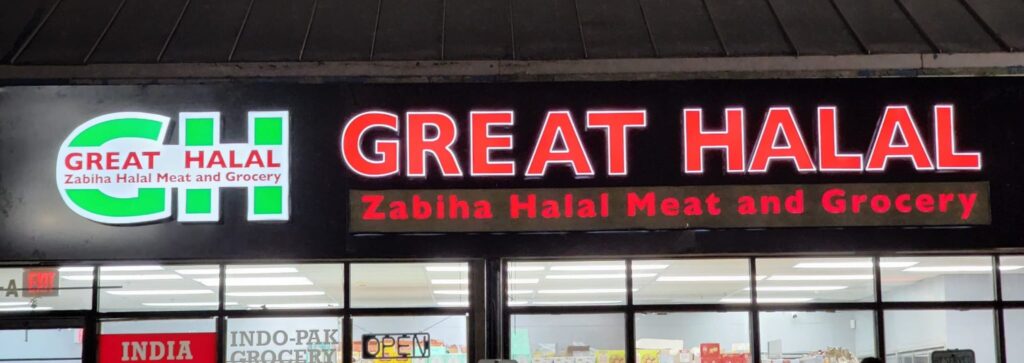 GREAT HALAL
Zabiha Halal Meat and Grocery
GH
GREAT HALAL
Zabiha Halal Meat and Grocery
A
EXIT
INDIA
INDO-PAK
GROCERY
OPEN